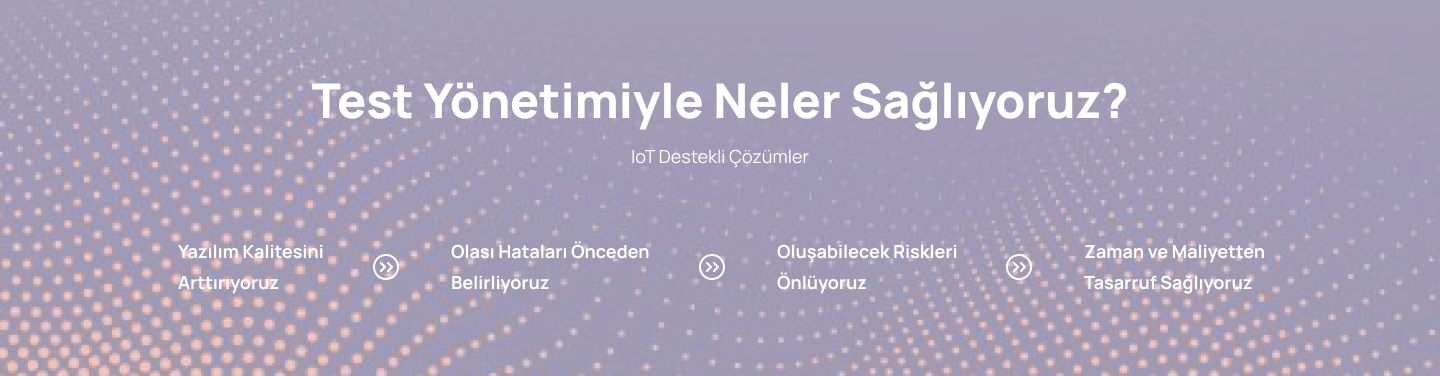 Test Yönetimiyle Neler Sağlıyoruz?
IoT Destekli Çözümler
Yazılım Kalitesini
Arttırıyoruz
Olası Hataları Önceden
Belirliyoruz
Oluşabilecek Riskleri
Önlüyoruz
Zaman ve Maliyetten
Tasarruf Sağlıyoruz